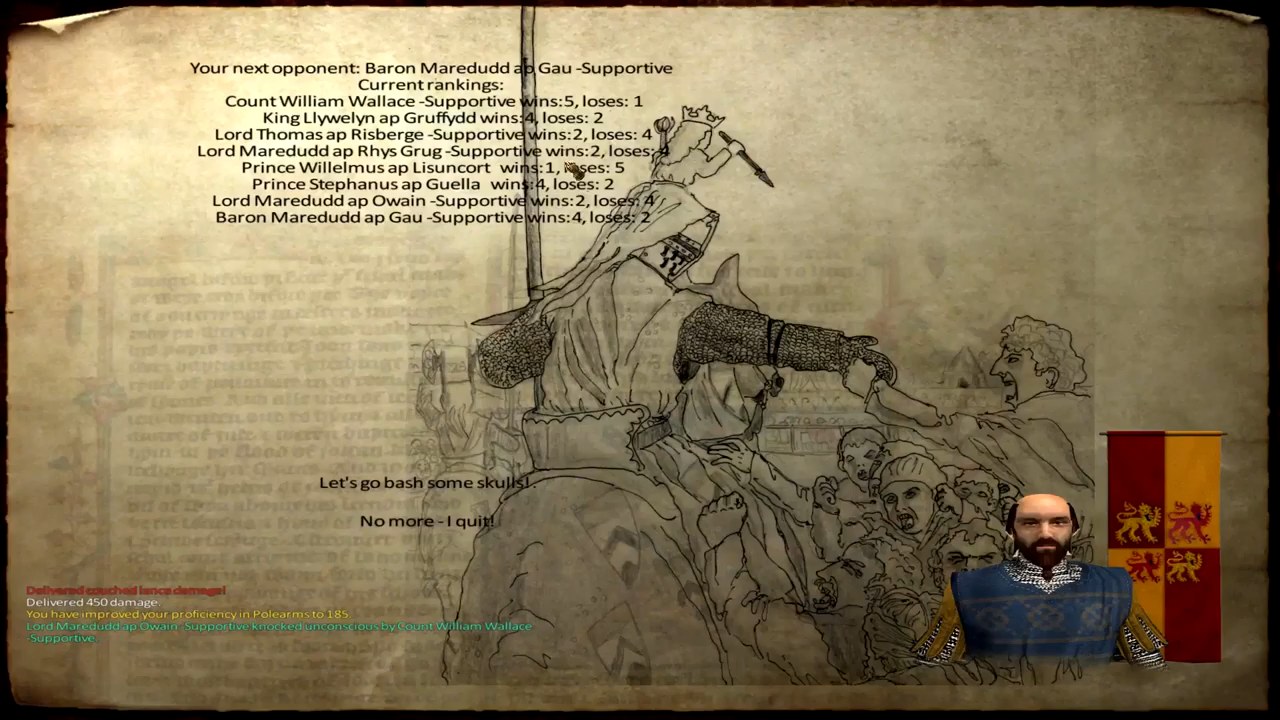 Your next opponent: Baron Maredudd ap Gau -Supportive
Current rankings:
Count William Wallace -Supportive wins:5, loses: 1
King Llywelyn ap Gruffydd wins:4, loses: 2
Lord Thomas ap Risberge -Supportive wins:2, loses: 4
Lord Maredudd ap Rhys Grug -Supportive wins:2, loses: 4
Prince Willelmus ap Lisuncort wins:1, loses: 5
Prince Stephanus ap Guella wins:4, loses: 2
Lord Maredudd ap Owain -Supportive wins:2, loses: 4
Baron Maredudd ap Gau -Supportive wins:4, loses: 2
Let's go bash some skulls!
No more - I quit!
Delivered couched lance damage!
Delivered 450 damage.
You have improved your proficiency in Polearms to 185.
Lord Maredudd ap Owain -Supportive knocked unconscious by Count William Wallace
-Supportive.